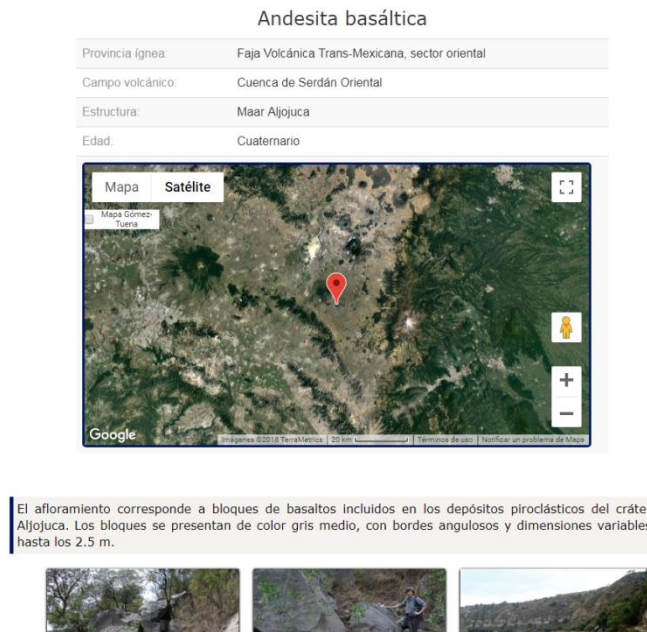 Andesita basáltica
Provincia ígnea: Faja Volcánica Trans-Mexicana, sector oriental
Campo volcánico: Cuenca de Serdán Oriental
Estructura: Maar Aljojuca
Edad: Cuaternario
Mapa Satélite
Mapa Gómez-
Tuena
Google
Imágenes ©2018 TerraMetrics 20 km Términos de uso Notificar un problema de Maps
El afloramiento corresponde a bloques de basaltos incluidos en los depósitos piroclásticos del cráte
Aljojuca. Los bloques se presentan de color gris medio, con bordes angulosos y dimensiones variable
hasta los 2.5 m.